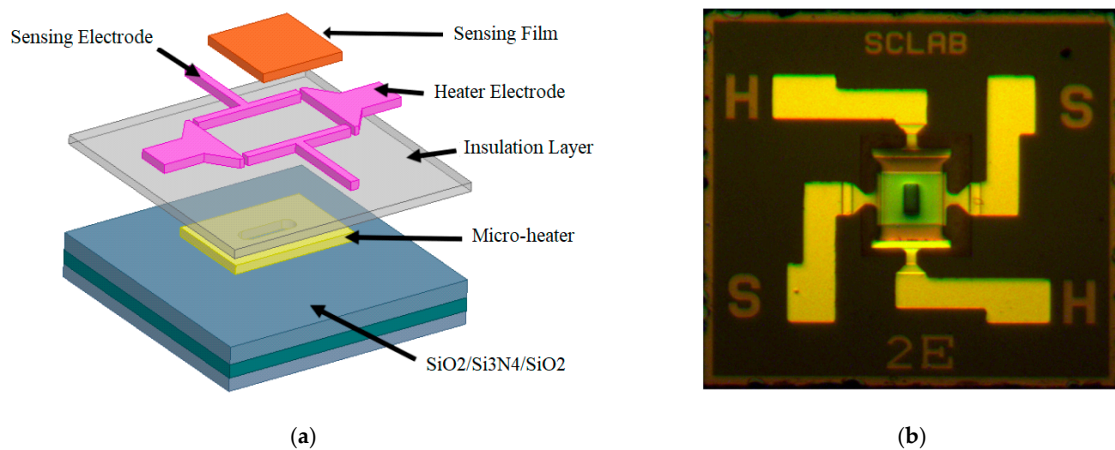 Sensing Electrode
Sensing Film
Heater Electrode
Insulation Layer
Micro-heater
SiO2/Si3N4/SiO2
(a)
SCLAB
H
S
S
H
2E
(b)